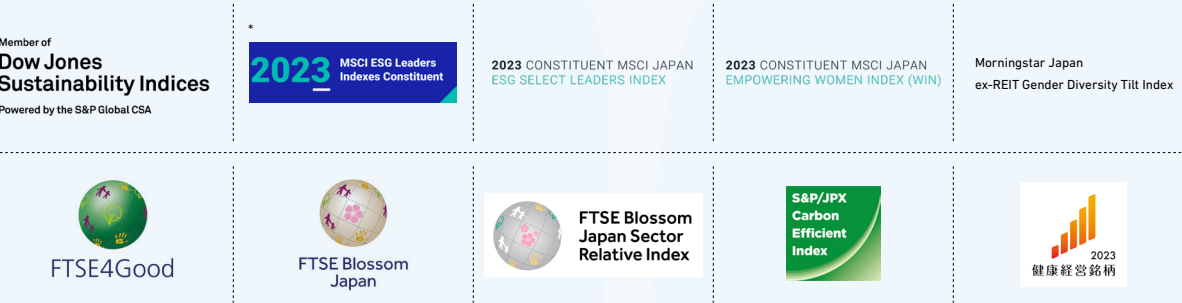 Member of
Dow Jones
Sustainability Indices
Powered by the S&P Global CSA
*
2023 MSCI ESG Leaders
Indexes Constituent
2023 CONSTITUENT MSCI JAPAN
ESG SELECT LEADERS INDEX
2023 CONSTITUENT MSCI JAPAN
EMPOWERING WOMEN INDEX (WIN)
Morningstar Japan
ex-REIT Gender Diversity Tilt Index
FTSE4Good
FTSE Blossom
Japan
FTSE Blossom
Japan Sector
Relative Index
S&P/JPX
Carbon
Efficient
Index
2023
健康経営銘柄